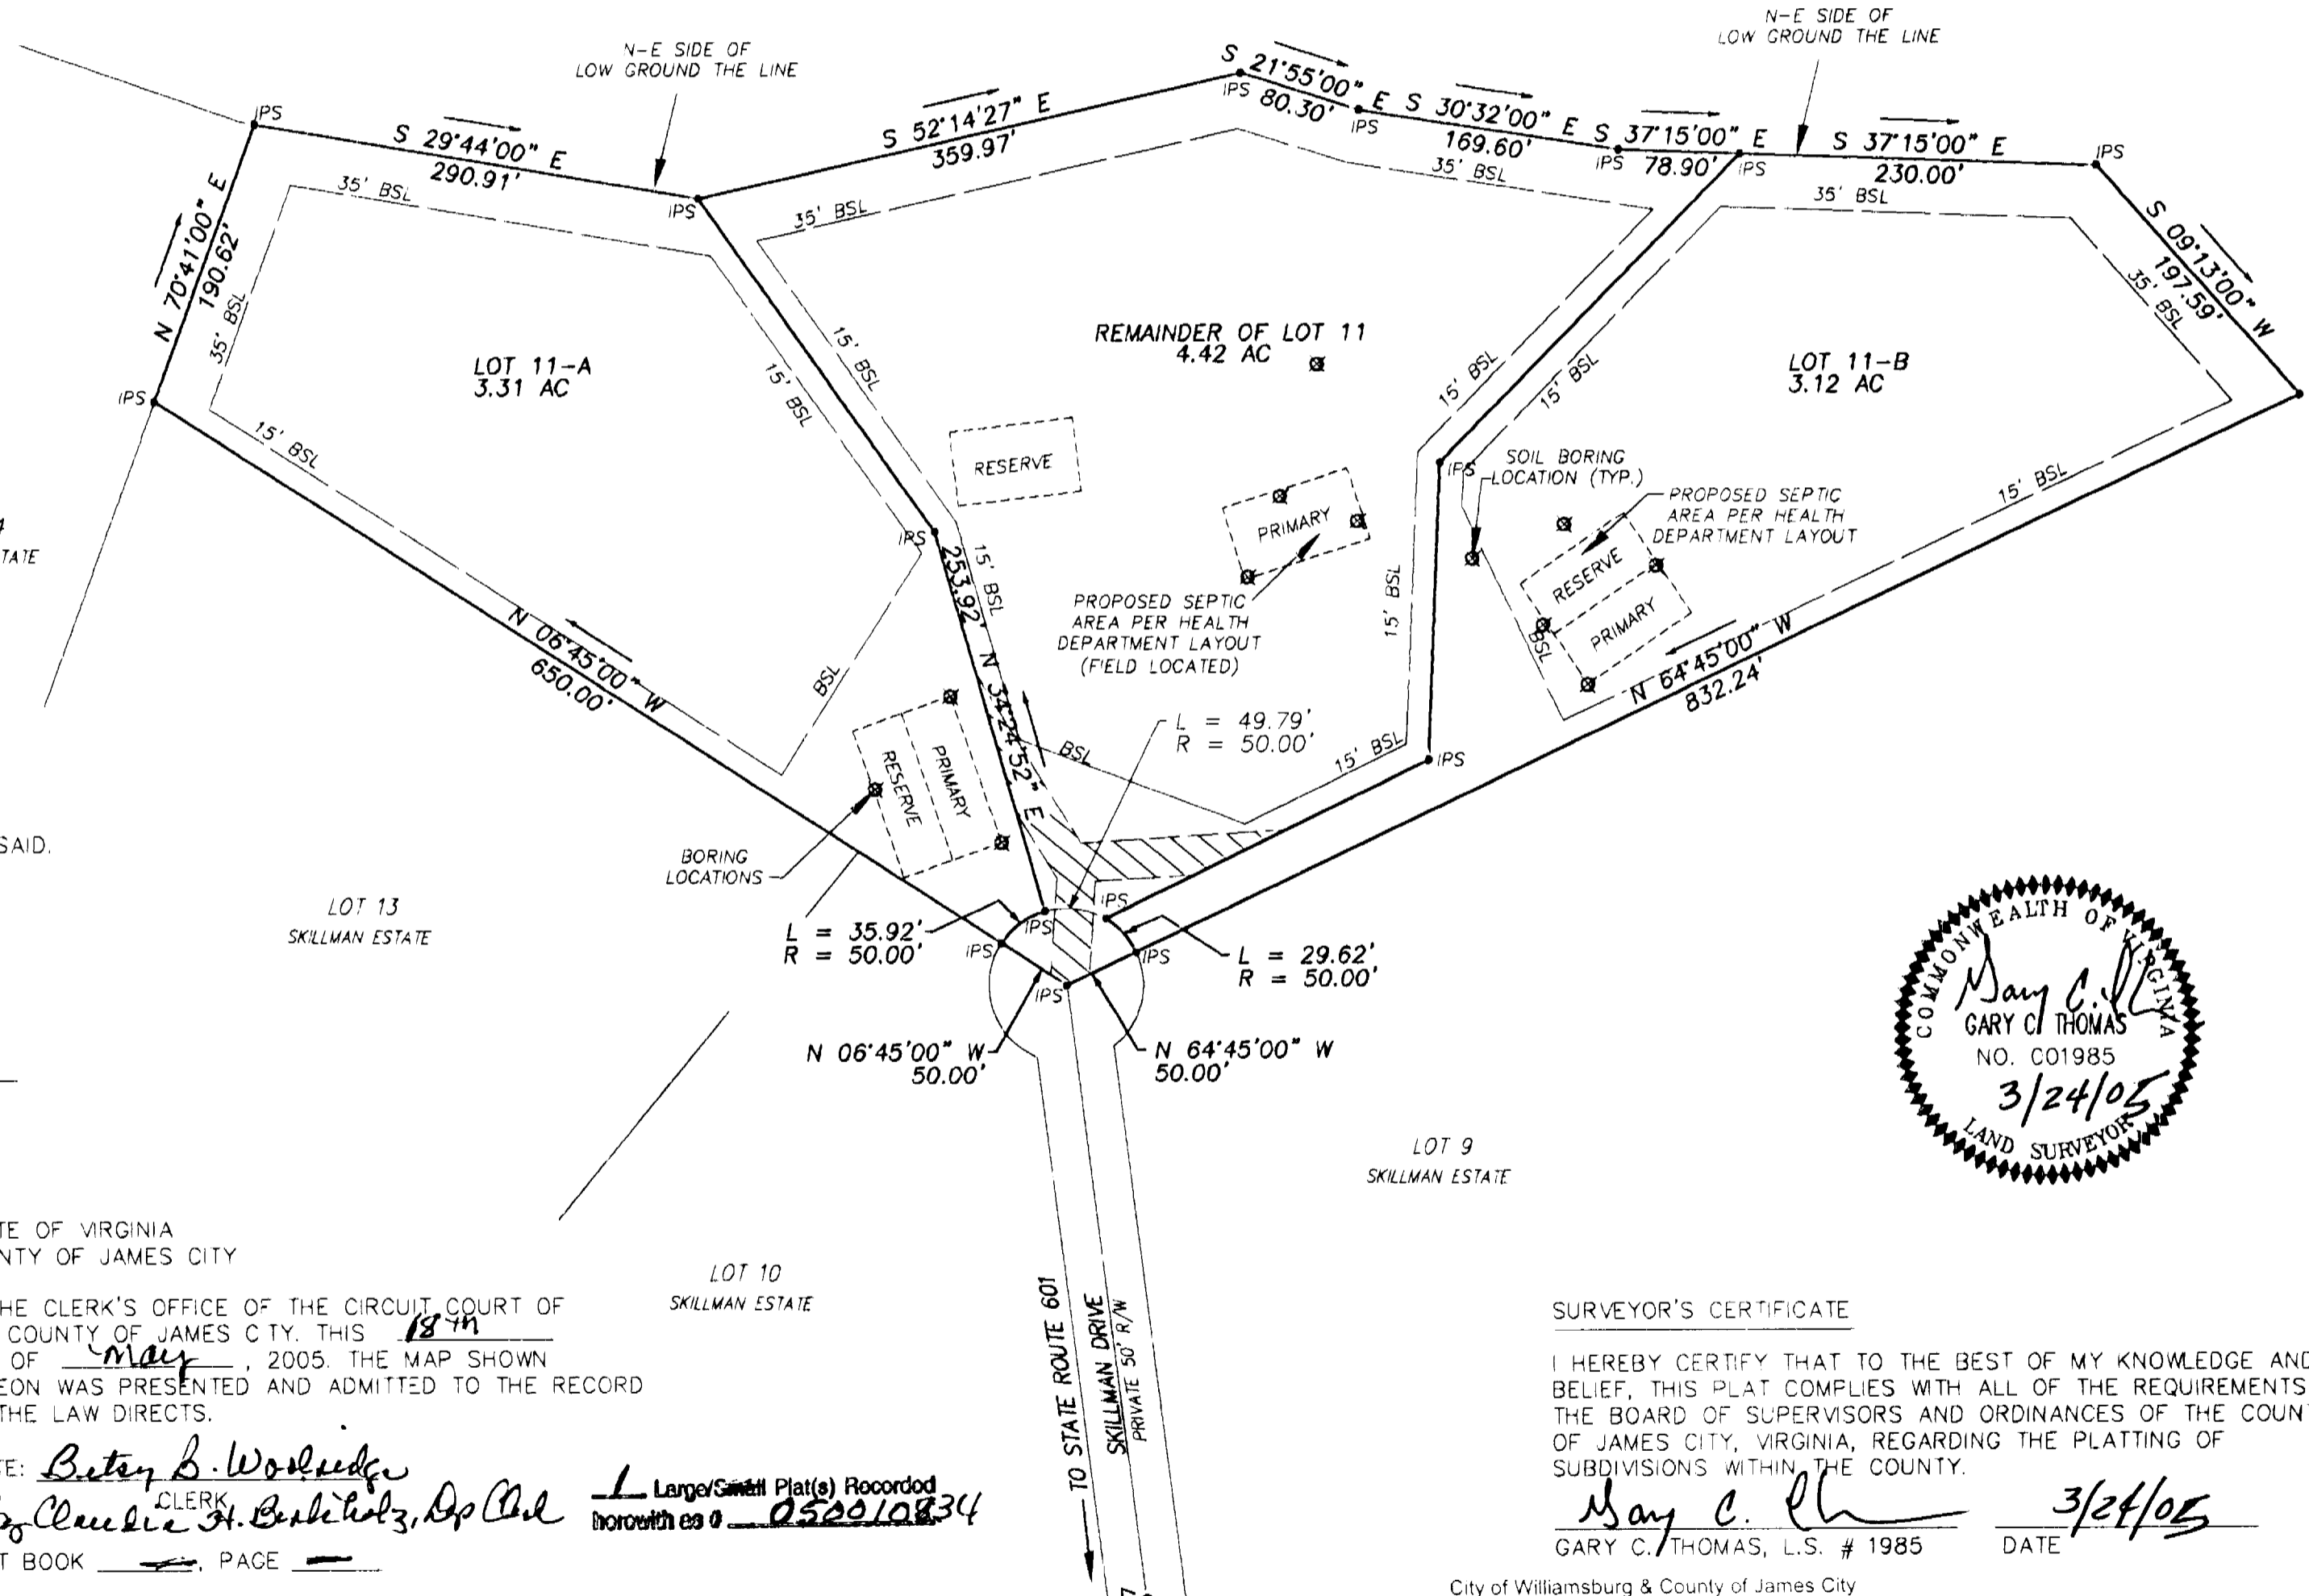 N-E SIDE OF
LOW GROUND THE LINE
N-E SIDE OF
LOW GROUND THE LINE
IPS
S 29°44'00" E
290.91'
IPS
S 52°14'27" E
359.97'
IPS
S 21°55'00" E
80.30'
IPS
S 30°32'00" E
169.60'
IPS
S 37°15'00" E
78.90'
IPS
S 37°15'00" E
230.00'
IPS
S 09°13'00" W
197.59'
N 70°41'00" E
190.62'
IPS
35' BSL
35' BSL
15' BSL
15' BSL
BSL
LOT 11-A
3.31 AC
35' BSL
35' BSL
15' BSL
15' BSL
15' BSL
15' BSL
15' BSL
BSL
REMAINDER OF LOT 11
4.42 AC
RESERVE
PRIMARY
PROPOSED SEPTIC
AREA PER HEALTH
DEPARTMENT LAYOUT
(FIELD LOCATED)
35' BSL
35' BSL
15' BSL
15' BSL
BSL
LOT 11-B
3.12 AC
IPS
SOIL BORING
LOCATION (TYP.)
PROPOSED SEPTIC
AREA PER HEALTH
DEPARTMENT LAYOUT
RESERVE
PRIMARY
N 64°45'00" W
832.24'
IPS
IPS
253.92' N 34°24'52" E
N 06°45'00" W
650.00'
RESERVE
PRIMARY
BORING
LOCATIONS
L = 49.79'
R = 50.00'
L = 35.92'
R = 50.00'
L = 29.62'
R = 50.00'
IPS
IPS
IPS
IPS
IPS
N 06°45'00" W
50.00'
N 64°45'00" W
50.00'
TATE
SAID.
LOT 13
SKILLMAN ESTATE
LOT 9
SKILLMAN ESTATE
LOT 10
SKILLMAN ESTATE
TO STATE ROUTE 601
SKILLMAN DRIVE
PRIVATE 50' R/W
COMMONWEALTH OF VIRGINIA
GARY C. THOMAS
NO. C01985
3/24/05
LAND SURVEYOR
TE OF VIRGINIA
NTY OF JAMES CITY
HE CLERK'S OFFICE OF THE CIRCUIT COURT OF
COUNTY OF JAMES C TY. THIS 18th
OF May, 2005. THE MAP SHOWN
EON WAS PRESENTED AND ADMITTED TO THE RECORD
THE LAW DIRECTS.
TE: Betsy B. Woolridge
CLERK
by Claudia H. Dep Clerk
T BOOK , PAGE
1 Large/Small Plat(s) Recorded
herewith as # 050010834
SURVEYOR'S CERTIFICATE
I HEREBY CERTIFY THAT TO THE BEST OF MY KNOWLEDGE AND
BELIEF, THIS PLAT COMPLIES WITH ALL OF THE REQUIREMENTS
THE BOARD OF SUPERVISORS AND ORDINANCES OF THE COUN
OF JAMES CITY, VIRGINIA, REGARDING THE PLATTING OF
SUBDIVISIONS WITHIN THE COUNTY.
Gary C. 3/24/05
GARY C. THOMAS, L.S. # 1985 DATE
City of Williamsburg & County of James City